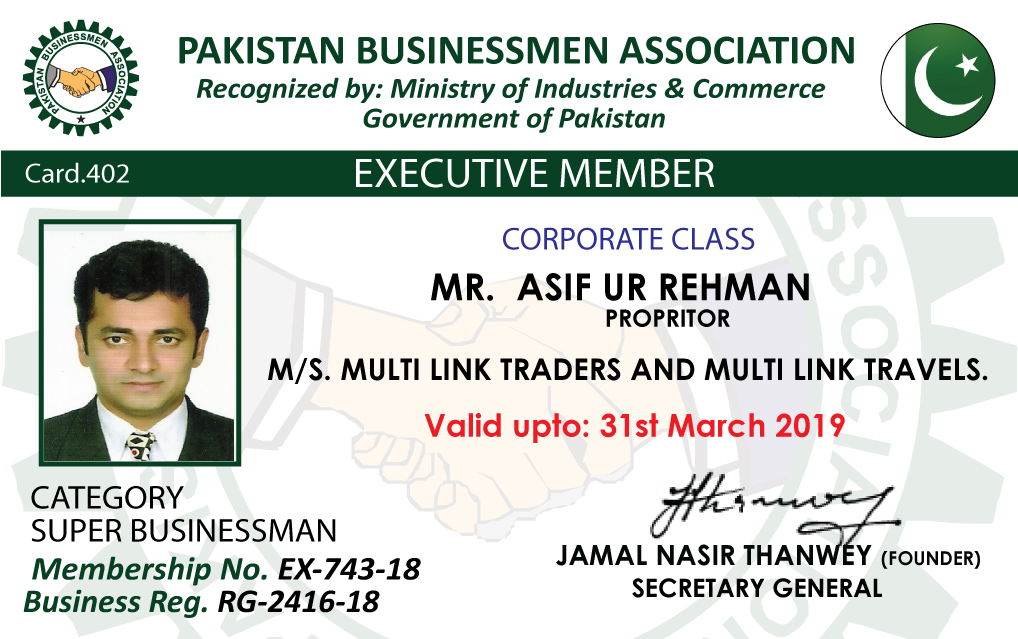 PAKISTAN BUSINESSMEN ASSOCIATION
PAKISTAN BUSINESSMEN ASSOCIATION
Recognized by: Ministry of Industries & Commerce
Government of Pakistan
Card.402
EXECUTIVE MEMBER
CORPORATE CLASS
MR. ASIF UR REHMAN
PROPRITOR
M/S. MULTI LINK TRADERS AND MULTI LINK TRAVELS.
Valid upto: 31st March 2019
CATEGORY
SUPER BUSINESSMAN
Membership No. EX-743-18
Business Reg. RG-2416-18
Jthanwey
JAMAL NASIR THANWEY (FOUNDER)
SECRETARY GENERAL